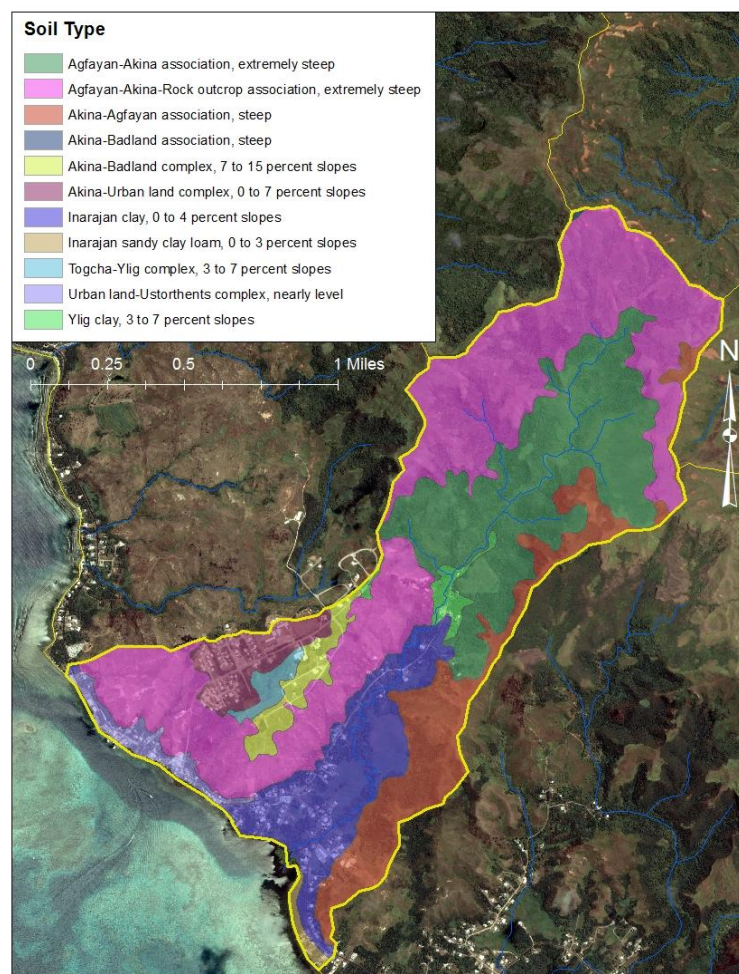 Soil Type
Agfayan-Akina association, extremely steep
Agfayan-Akina-Rock outcrop association, extremely steep
Akina-Agfayan association, steep
Akina-Badland association, steep
Akina-Badland complex, 7 to 15 percent slopes
Akina-Urban land complex, 0 to 7 percent slopes
Inarajan clay, 0 to 4 percent slopes
Inarajan sandy clay loam, 0 to 3 percent slopes
Togcha-Ylig complex, 3 to 7 percent slopes
Urban land-Ustorthents complex, nearly level
Ylig clay, 3 to 7 percent slopes
0 0.25 0.5 1 Miles
N